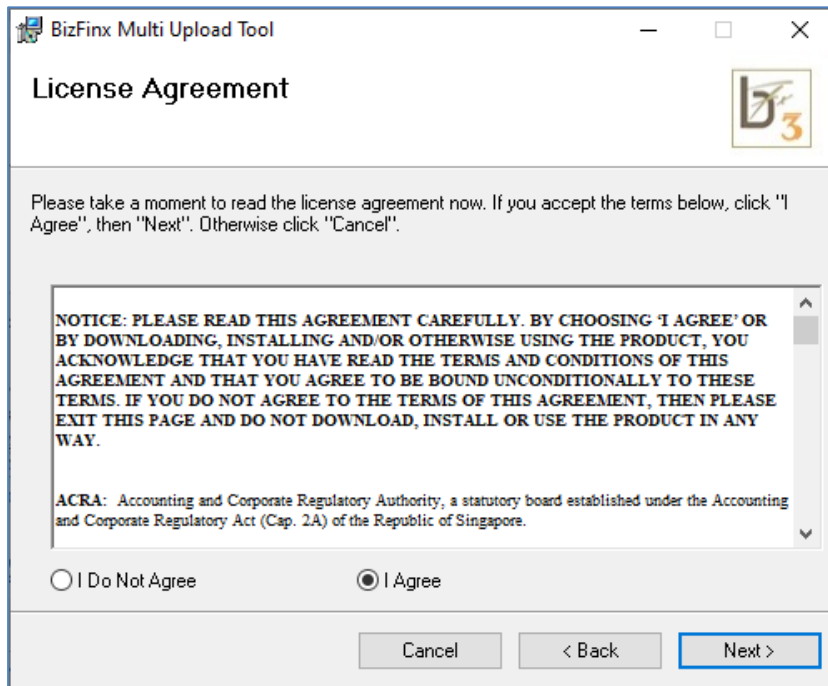 BizFinx Multi Upload Tool
License Agreement
Please take a moment to read the license agreement now. If you accept the terms below, click "I
Agree", then "Next". Otherwise click "Cancel".
NOTICE: PLEASE READ THIS AGREEMENT CAREFULLY. BY CHOOSING ‘I AGREE’ OR
BY DOWNLOADING, INSTALLING AND/OR OTHERWISE USING THE PRODUCT, YOU
ACKNOWLEDGE THAT YOU HAVE READ THE TERMS AND CONDITIONS OF THIS
AGREEMENT AND THAT YOU AGREE TO BE BOUND UNCONDITIONALLY TO THESE
TERMS. IF YOU DO NOT AGREE TO THE TERMS OF THIS AGREEMENT, THEN PLEASE
EXIT THIS PAGE AND DO NOT DOWNLOAD, INSTALL OR USE THE PRODUCT IN ANY
WAY.
ACRA: Accounting and Corporate Regulatory Authority, a statutory board established under the Accounting
and Corporate Regulatory Act (Cap. 2A) of the Republic of Singapore.
I Do Not Agree I Agree
Cancel < Back Next >